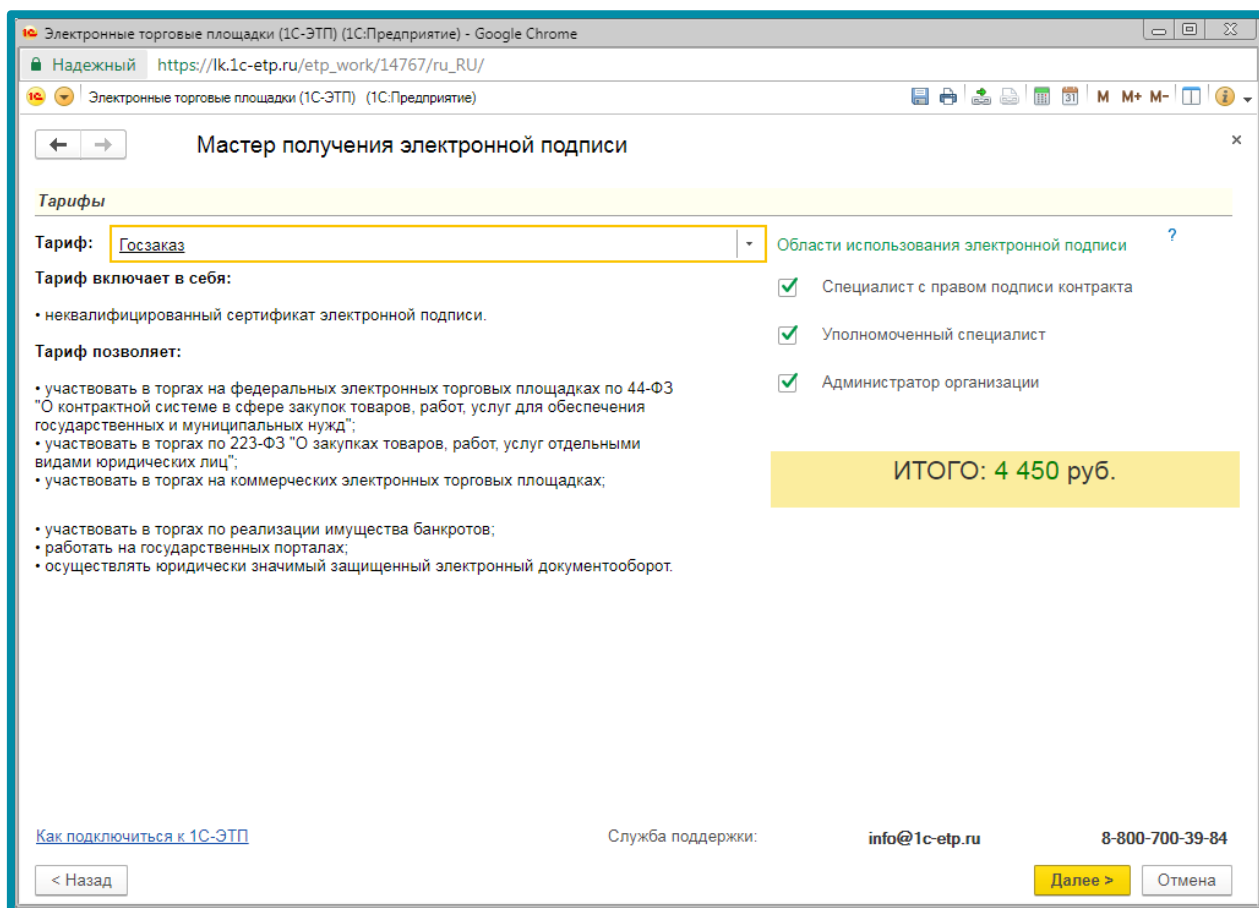 Электронные торговые площадки (1С-ЭТП) (1С:Предприятие) - Google Chrome
Надежный https://lk.1c-etp.ru/etp_work/14767/ru_RU/
Электронные торговые площадки (1С-ЭТП) (1С:Предприятие) 31 M M+ M-
Мастер получения электронной подписи
Тарифы
Тариф: Госзаказ
Области использования электронной подписи ?
Тариф включает в себя:
Специалист с правом подписи контракта
• неквалифицированный сертификат электронной подписи.
Уполномоченный специалист
Тариф позволяет:
Администратор организации
• участвовать в торгах на федеральных электронных торговых площадках по 44-ФЗ
"О контрактной системе в сфере закупок товаров, работ, услуг для обеспечения
государственных и муниципальных нужд";
• участвовать в торгах по 223-ФЗ "О закупках товаров, работ, услуг отдельными
видами юридических лиц";
• участвовать в торгах на коммерческих электронных торговых площадках;
ИТОГО: 4 450 руб.
• участвовать в торгах по реализации имущества банкротов;
• работать на государственных порталах;
• осуществлять юридически значимый защищенный электронный документооборот.
Как подключиться к 1С-ЭТП Служба поддержки: info@1c-etp.ru 8-800-700-39-84
< Назад Далее > Отмена